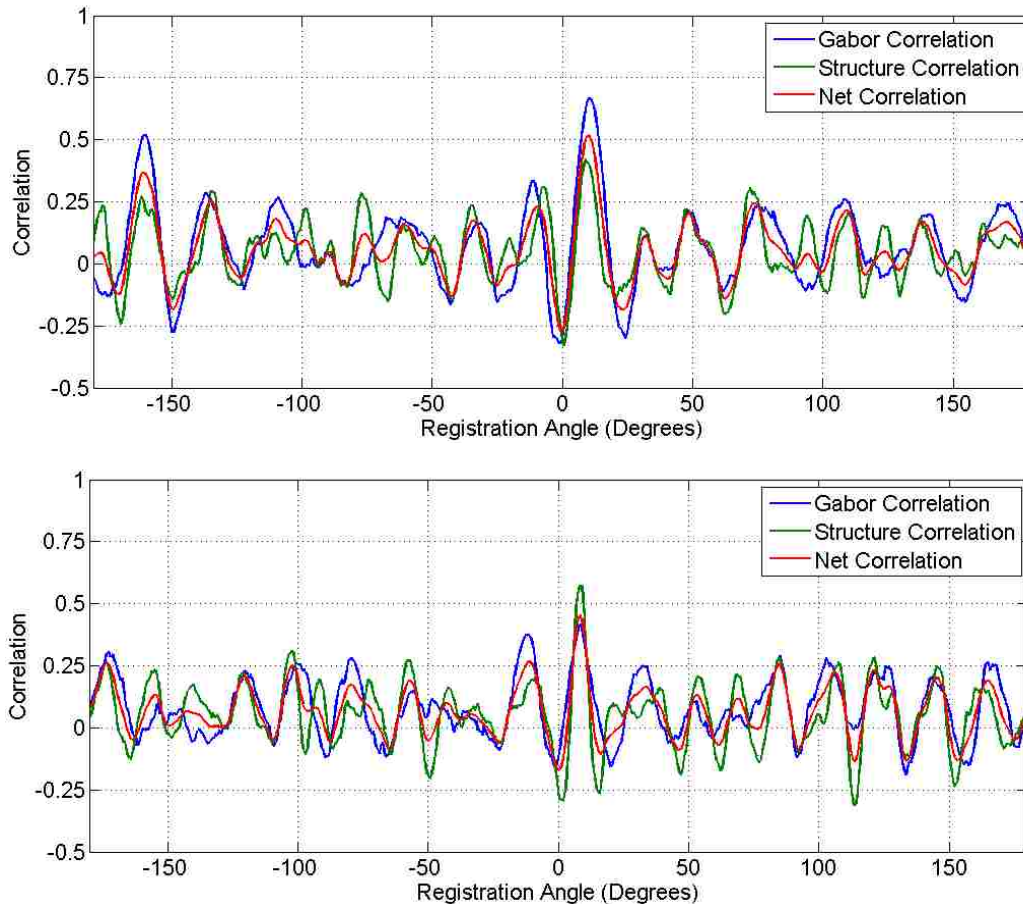 1
0.75
0.5
0.25
0
-0.25
-0.5
Correlation
Gabor Correlation
Structure Correlation
Net Correlation
-150
-100
-50
0
50
100
150
Registration Angle (Degrees)
1
0.75
0.5
0.25
0
0.25
-0.5
Correlation
Gabor Correlation
Structure Correlation
Net Correlation
-150
-100
-50
0
50
100
150
Registration Angle (Degrees)